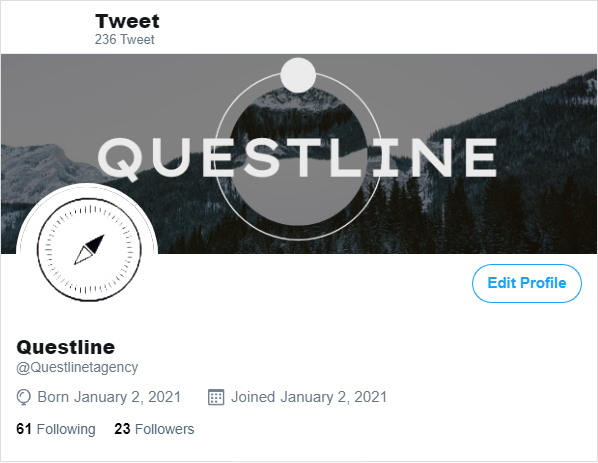 Tweet
236 Tweet
QUESTLINE
Edit Profile
Questline
@Questlinetagency
Born January 2, 2021 Joined January 2, 2021
61 Following 23 Followers